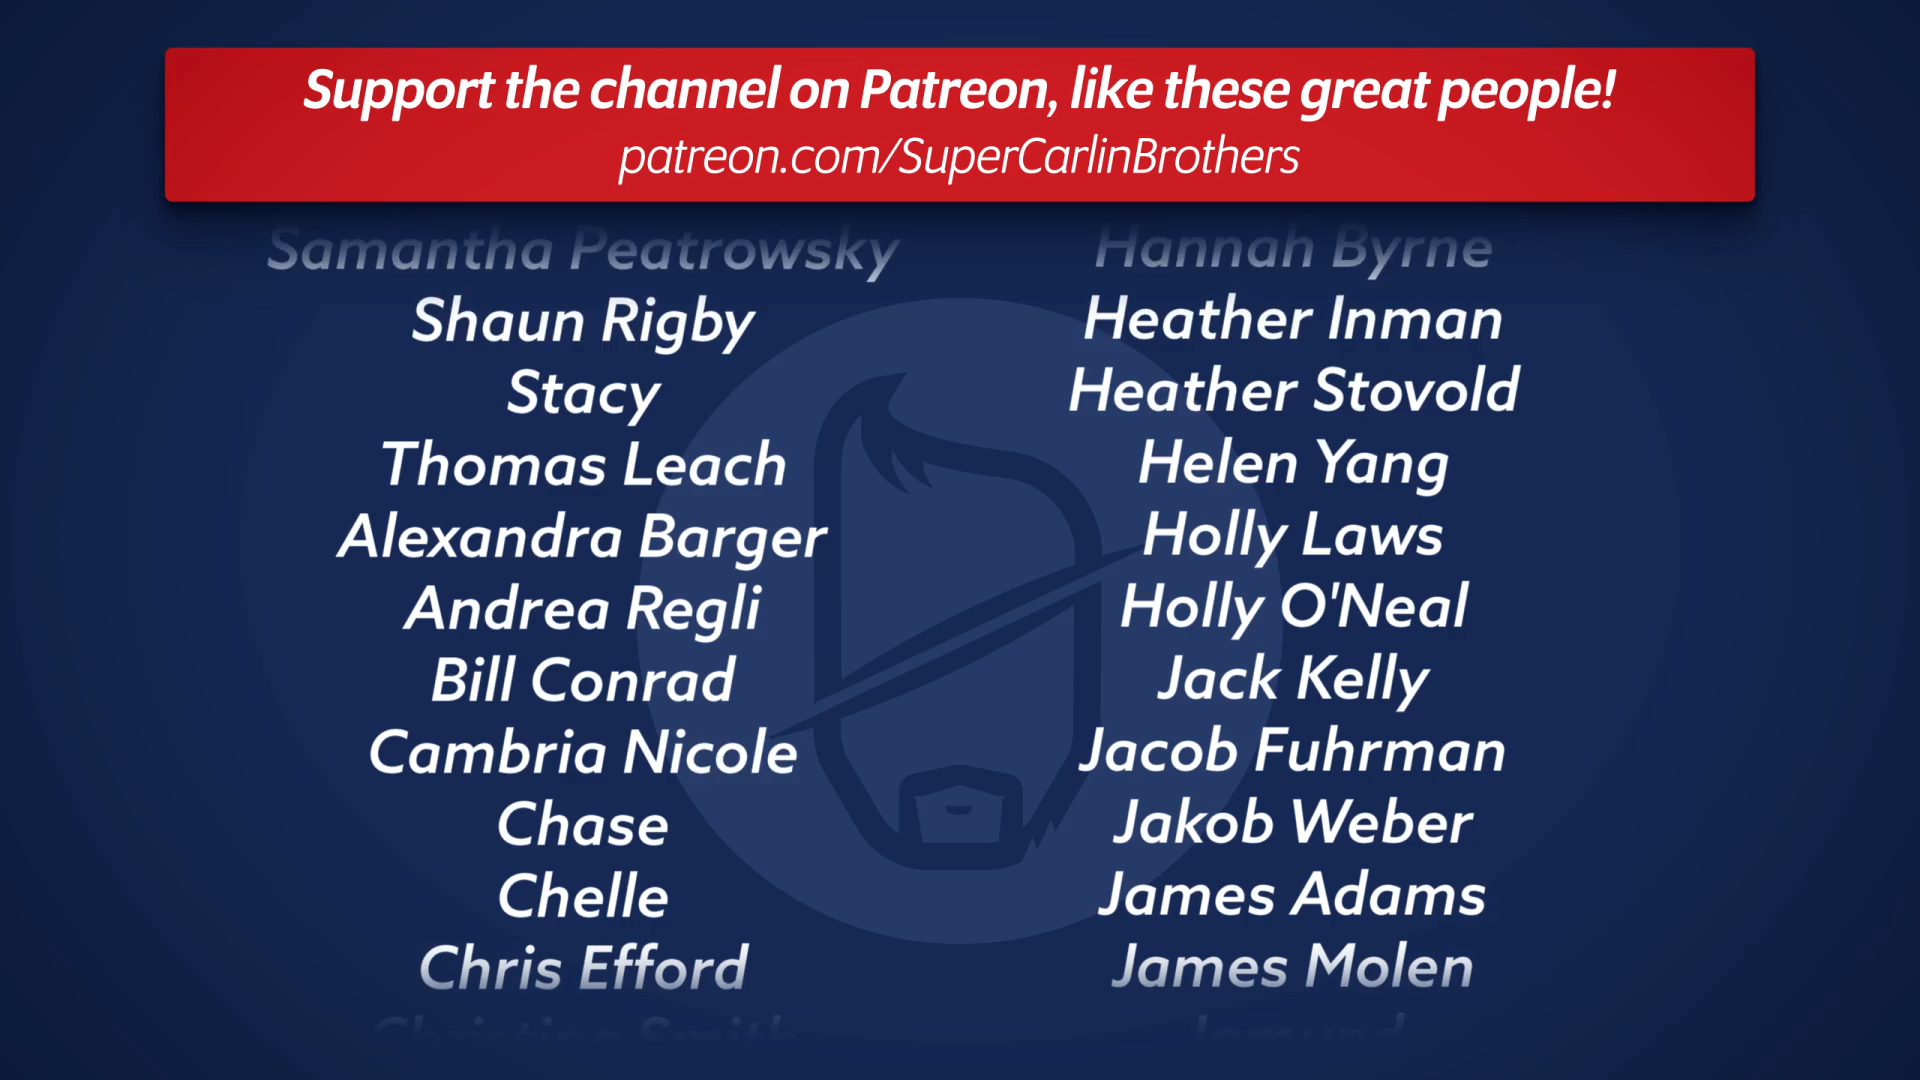 Support the channel on Patreon, like these great people!
patreon.com/SuperCarlinBrothers
Samantha Peatrowsky
Shaun Rigby
Stacy
Thomas Leach
Alexandra Barger
Andrea Regli
Bill Conrad
Cambria Nicole
Chase
Chelle
Chris Efford
Christina Smith
Hannah Byrne
Heather Inman
Heather Stovold
Helen Yang
Holly Laws
Holly O'Neal
Jack Kelly
Jacob Fuhrman
Jakob Weber
James Adams
James Molen